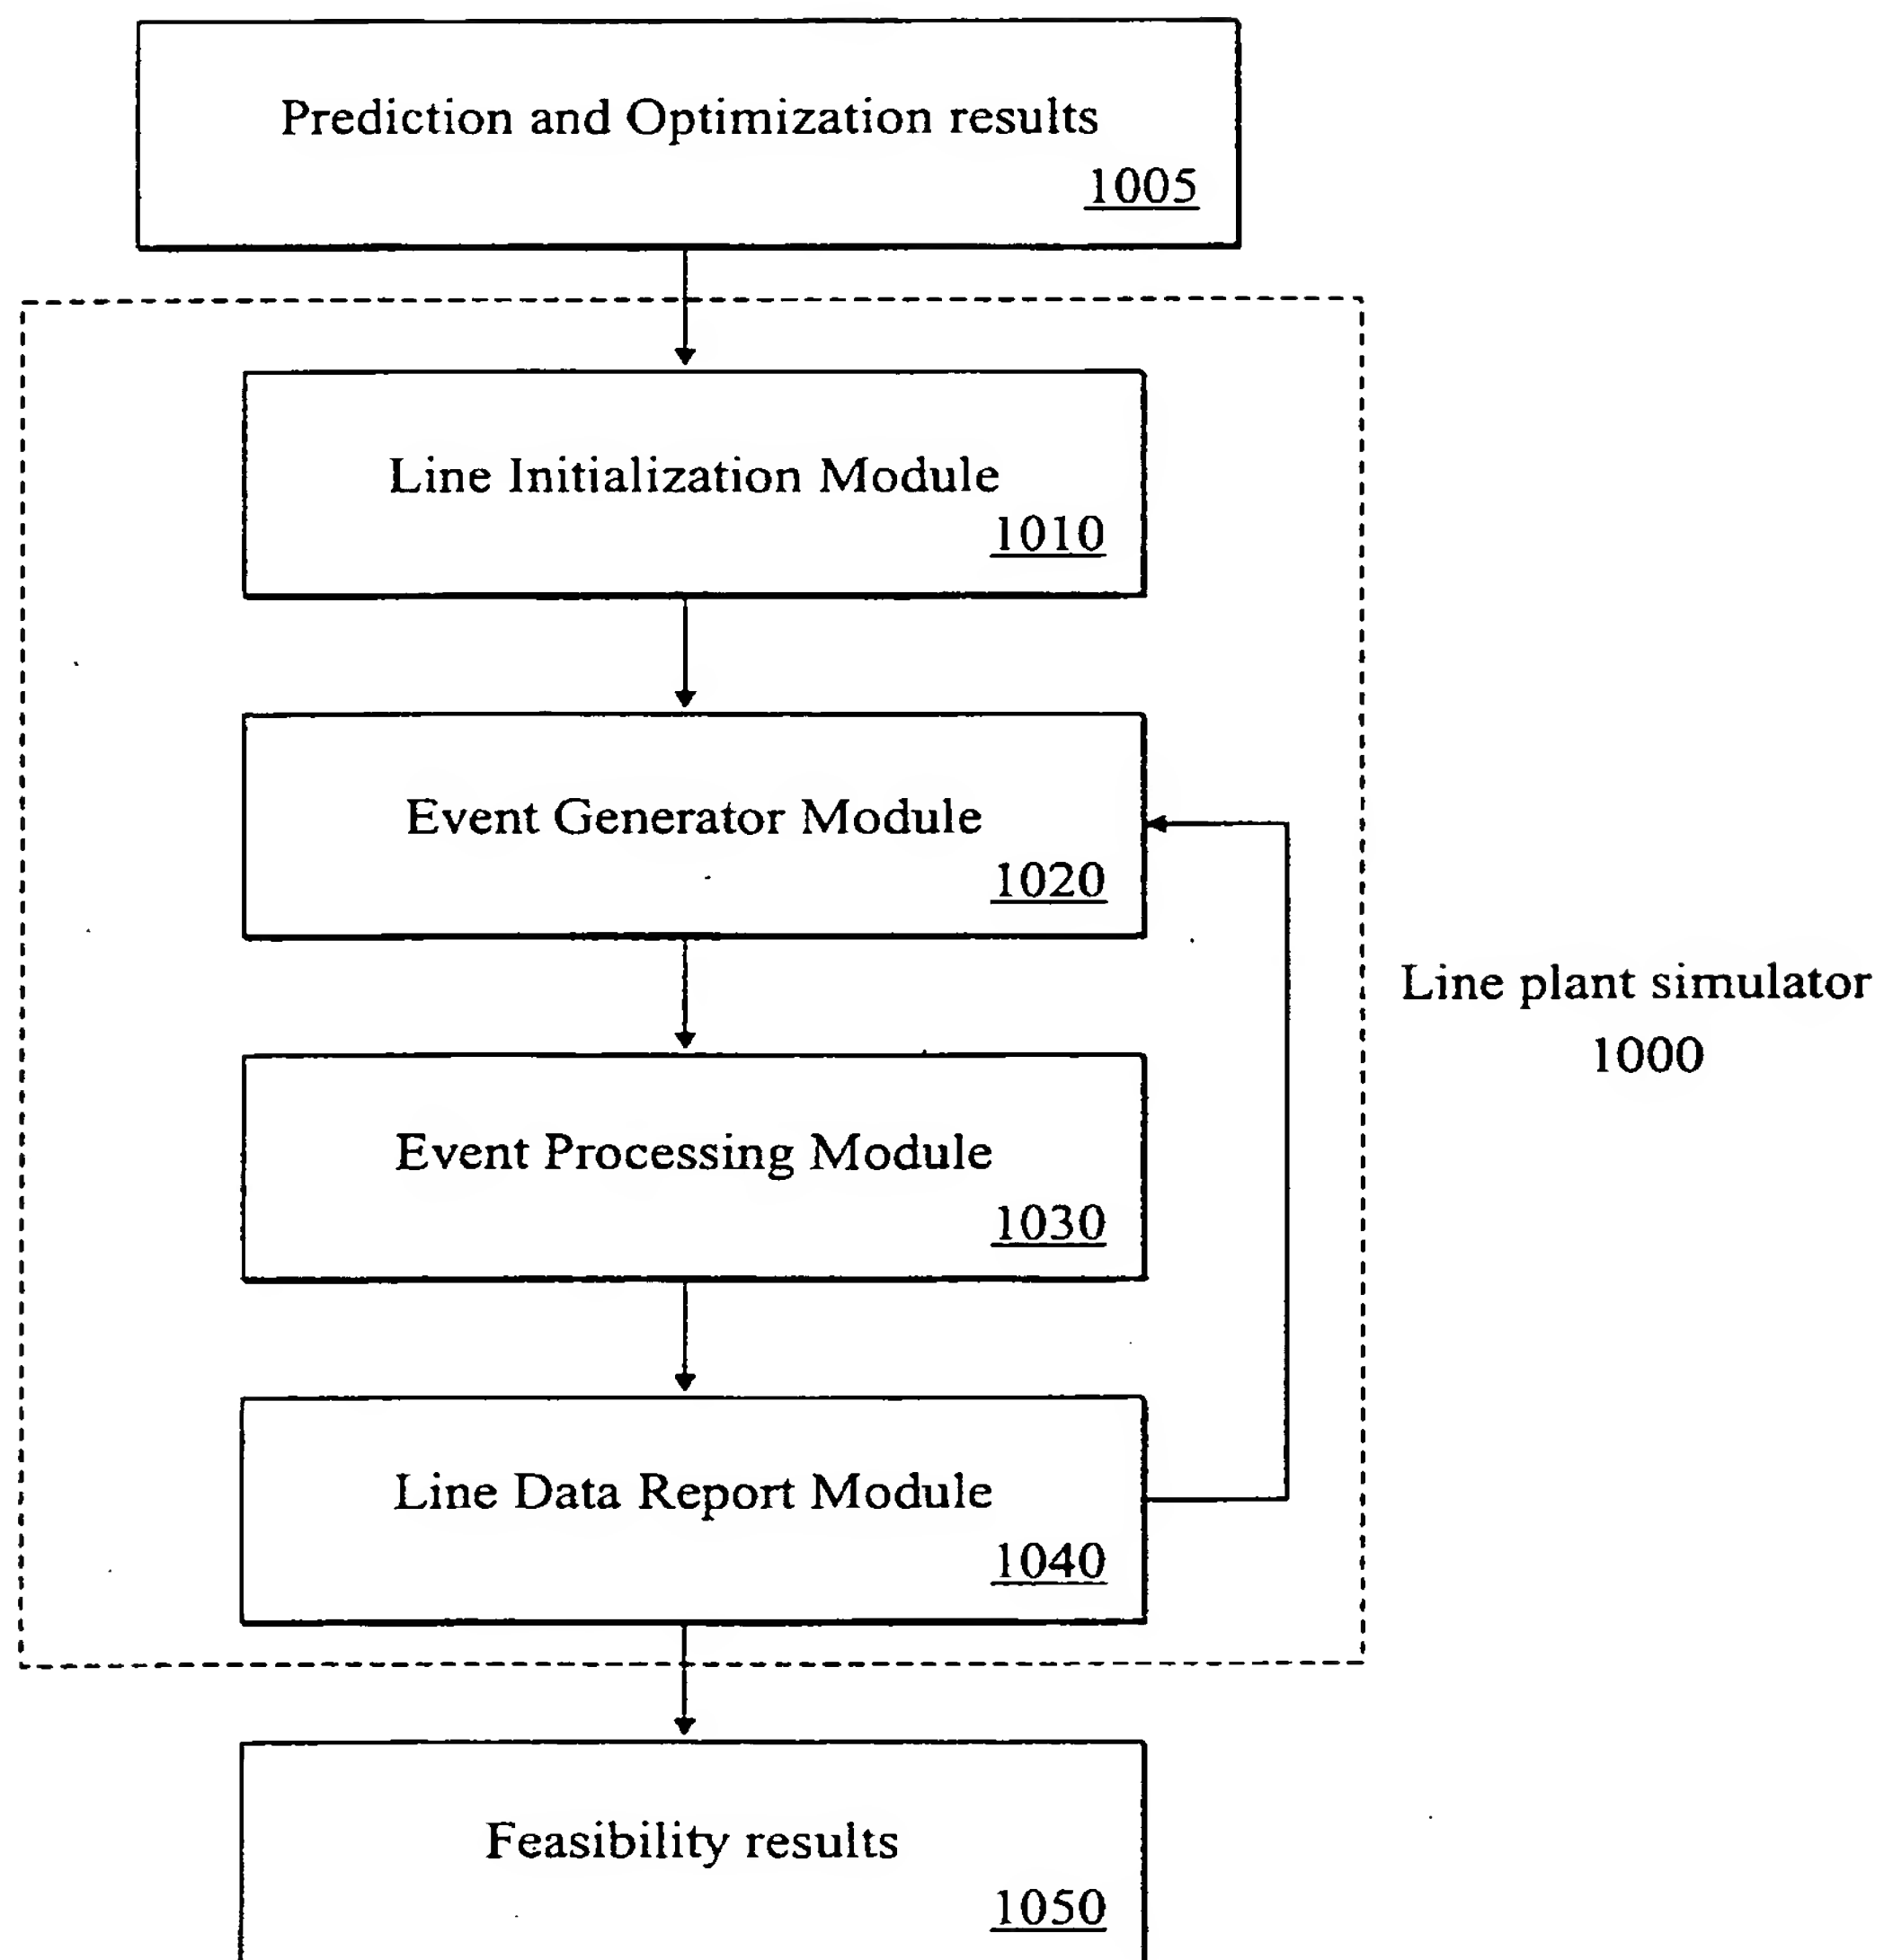 Prediction and Optimization results
1005
Line Initialization Module
1010
Event Generator Module
1020
Line plant simulator
1000
Event Processing Module
1030
Line Data Report Module
1040
Feasibility results
1050